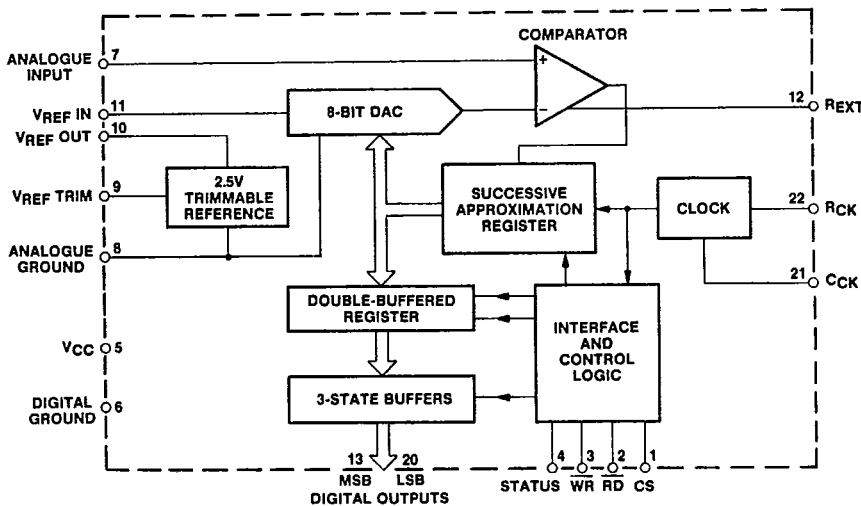 COMPARATOR
ANALOGUE
INPUT
7
+
−
VREF IN
11
8-BIT DAC
12
REXT
VREF OUT
10
VREF TRIM
9
2.5V
TRIMMABLE
REFERENCE
SUCCESSIVE
APPROXIMATION
REGISTER
CLOCK
22
RCK
ANALOGUE
GROUND
8
21
CCK
DOUBLE-BUFFERED
REGISTER
INTERFACE
AND
CONTROL
LOGIC
VCC
5
DIGITAL
GROUND
6
3-STATE BUFFERS
13
20
4
3
2
1
MSB
LSB
DIGITAL OUTPUTS
STATUS
WR
RD
CS